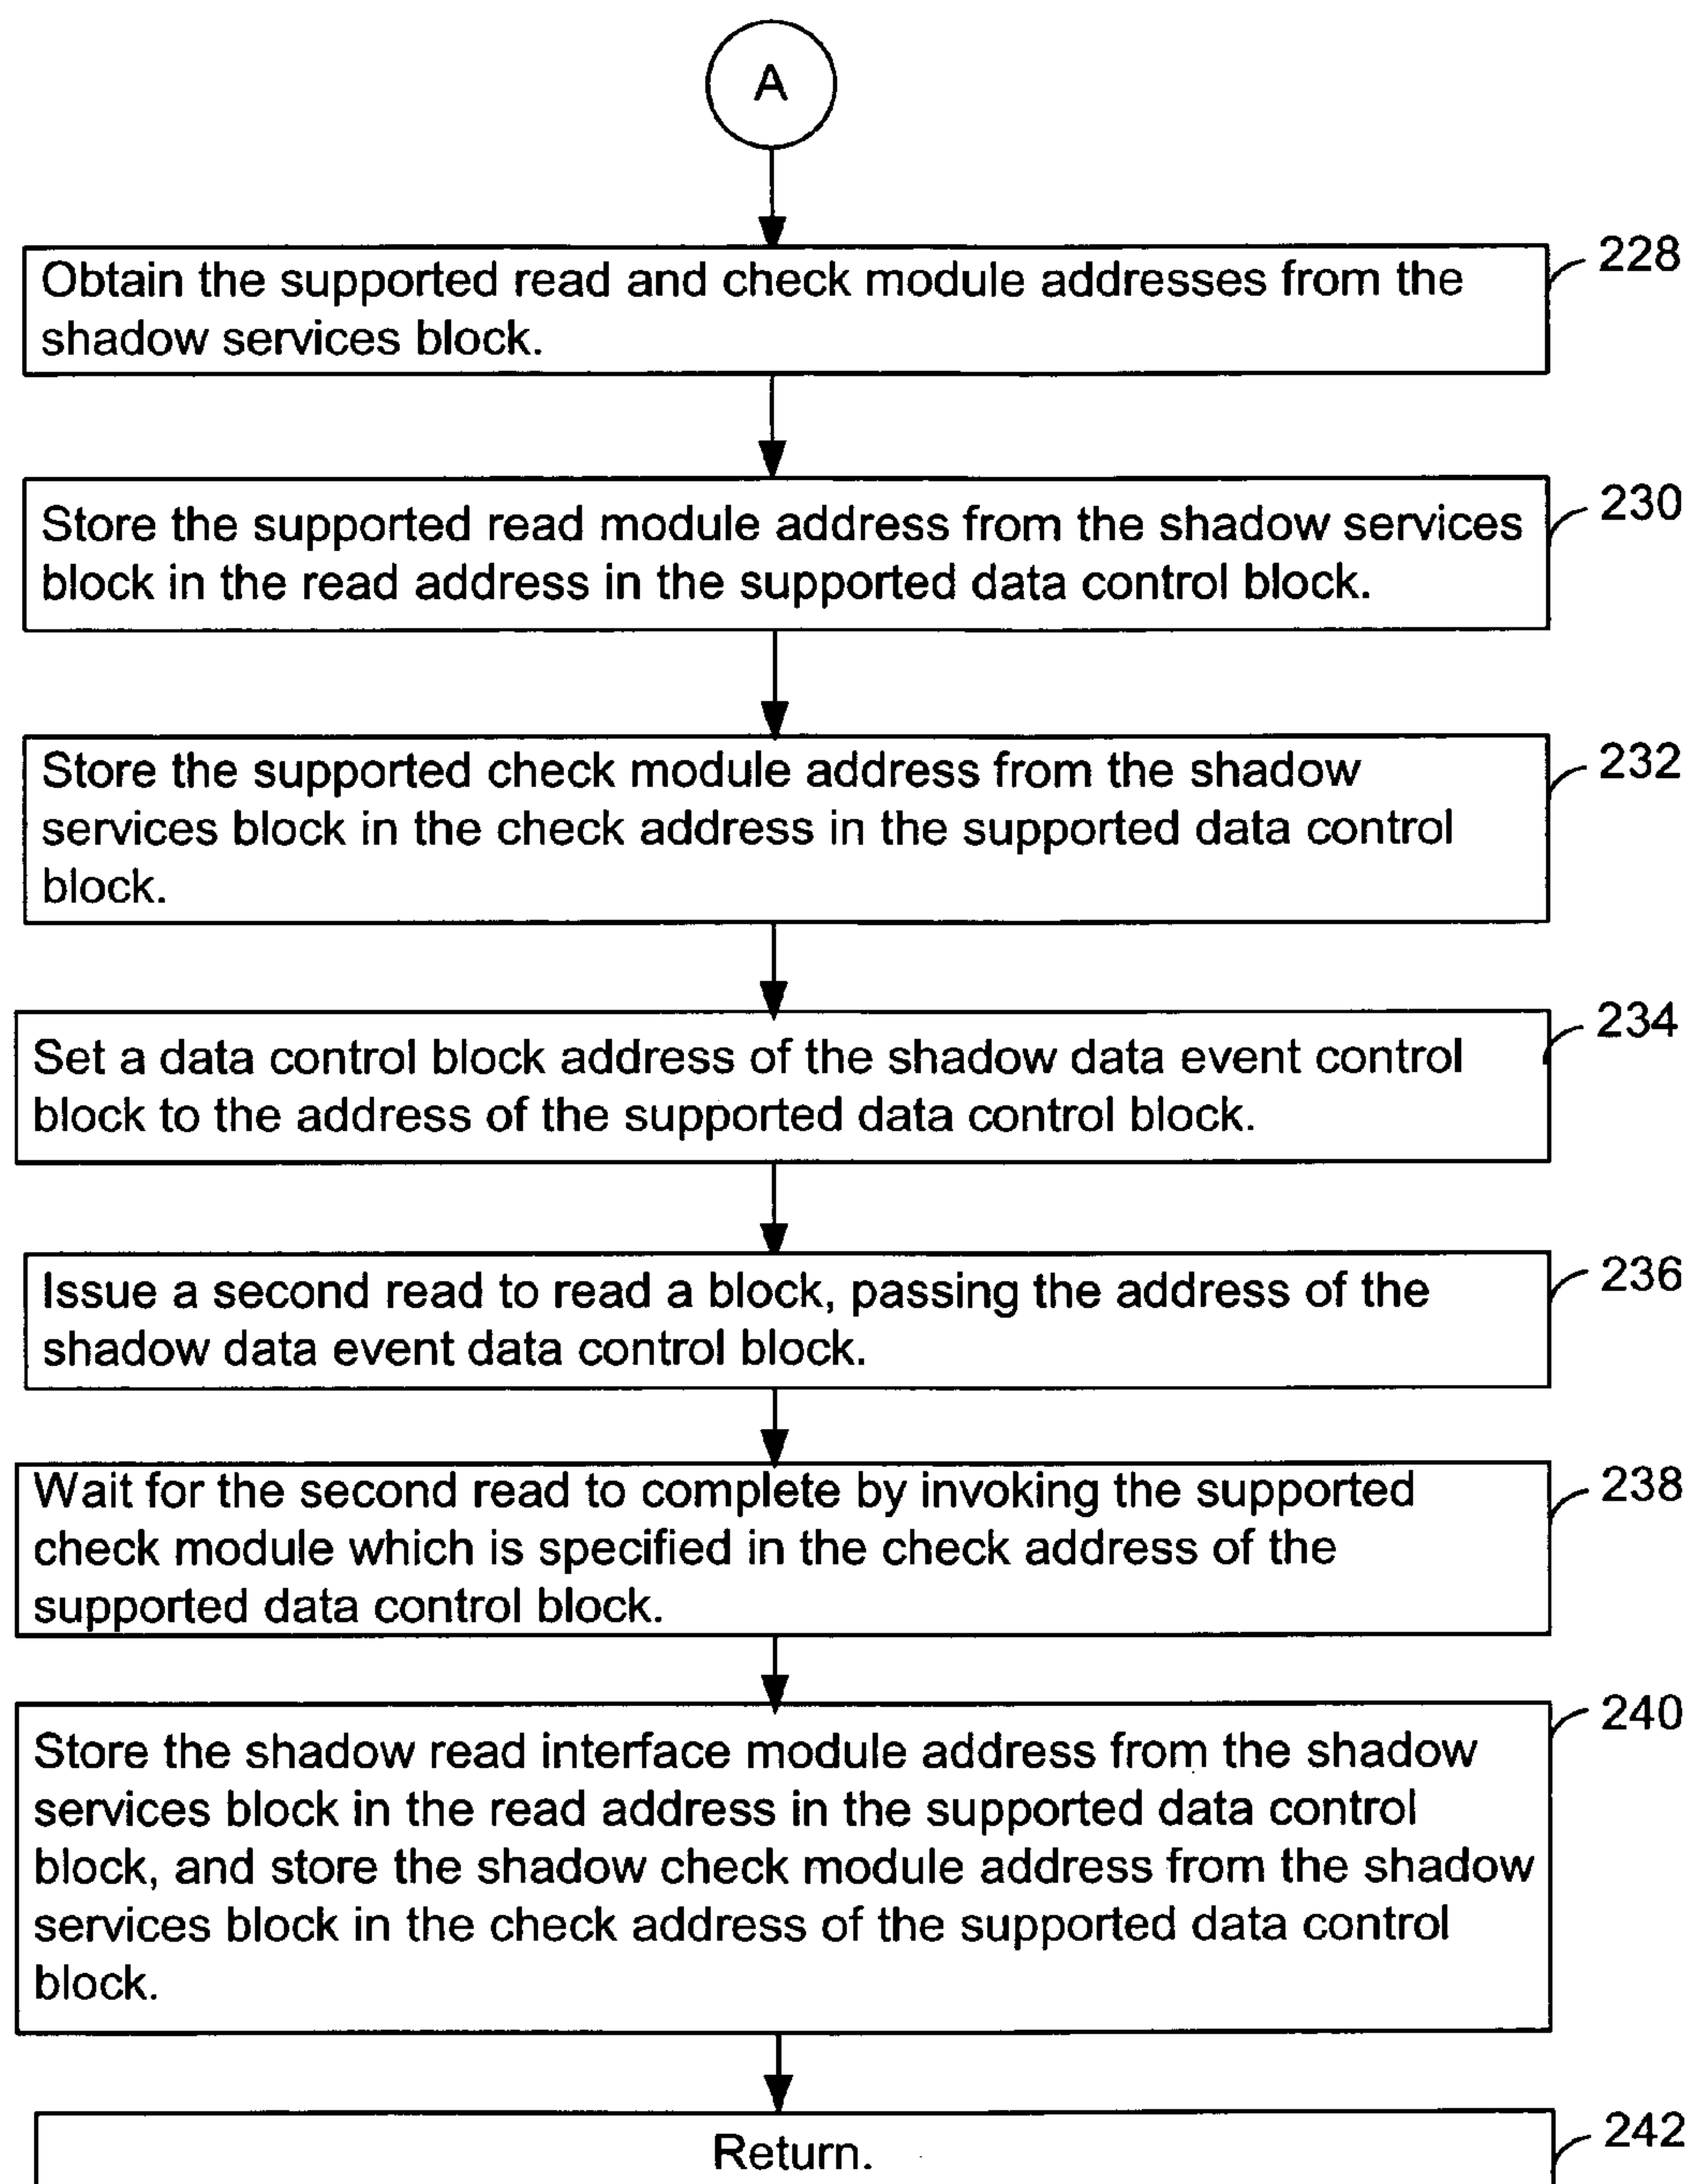 A
Obtain the supported read and check module addresses from the
shadow services block.
228
Store the supported read module address from the shadow services
block in the read address in the supported data control block.
230
Store the supported check module address from the shadow
services block in the check address in the supported data control
block.
232
Set a data control block address of the shadow data event control
block to the address of the supported data control block.
234
Issue a second read to read a block, passing the address of the
shadow data event data control block.
236
Wait for the second read to complete by invoking the supported
check module which is specified in the check address of the
supported data control block.
238
Store the shadow read interface module address from the shadow
services block in the read address in the supported data control
block, and store the shadow check module address from the shadow
services block in the check address of the supported data control
block.
240
Return.
242